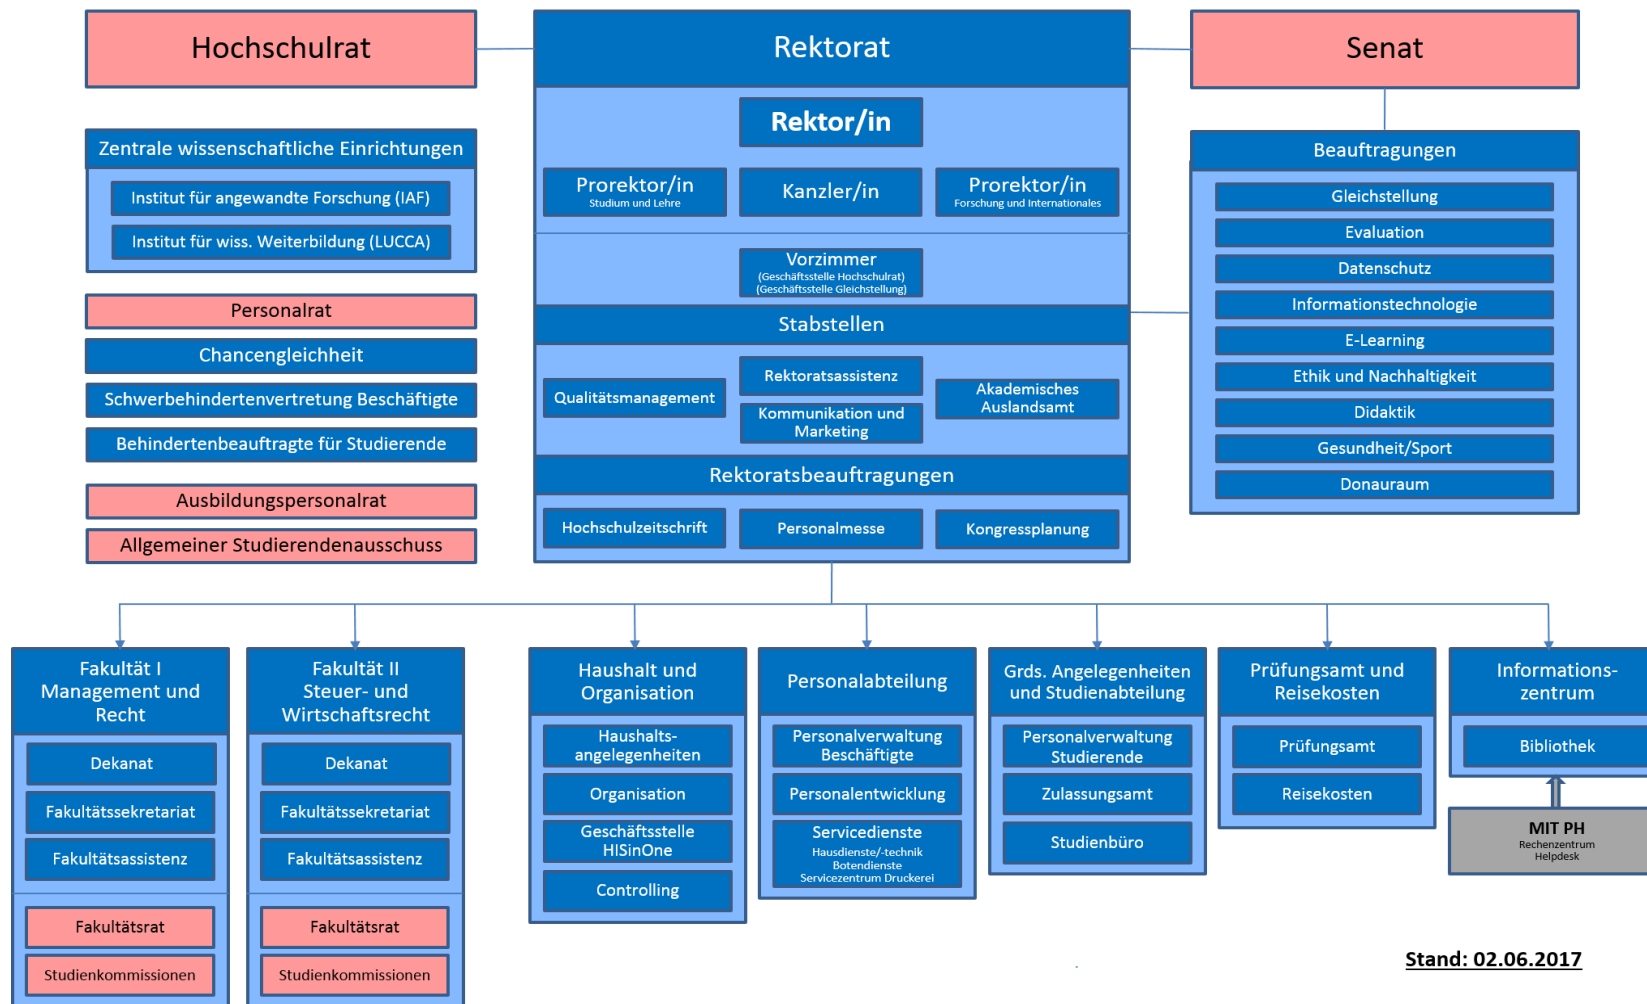 Hochschulrat
Rektorat
Senat
Rektor/in
Prorektor/in
Studium und Lehre
Kanzler/in
Prorektor/in
Forschung und Internationales
Vorzimmer
(Geschäftsstelle Hochschulrat)
(Geschäftsstelle Gleichstellung)
Stabstellen
Qualitätsmanagement
Rektoratsassistenz
Kommunikation und
Marketing
Akademisches
Auslandsamt
Rektoratsbeauftragungen
Hochschulzeitschrift
Personalmesse
Kongressplanung
Zentrale wissenschaftliche Einrichtungen
Institut für angewandte Forschung (IAF)
Institut für wiss. Weiterbildung (LUCCA)
Personalrat
Chancengleichheit
Schwerbehindertenvertretung Beschäftigte
Behindertenbeauftragte für Studierende
Ausbildungspersonalrat
Allgemeiner Studierendenausschuss
Beauftragungen
Gleichstellung
Evaluation
Datenschutz
Informationstechnologie
E-Learning
Ethik und Nachhaltigkeit
Didaktik
Gesundheit/Sport
Donauraum
Fakultät I
Management und
Recht
Dekanat
Fakultätssekretariat
Fakultätsassistenz
Fakultätsrat
Studienkommissionen
Fakultät II
Steuer- und
Wirtschaftsrecht
Dekanat
Fakultätssekretariat
Fakultätsassistenz
Fakultätsrat
Studienkommissionen
Haushalt und
Organisation
Haushalts-
angelegenheiten
Organisation
Geschäftsstelle
HISinOne
Controlling
Personalabteilung
Personalverwaltung
Beschäftigte
Personalentwicklung
Servicedienste
Hausdienste/-technik
Botendienste
Servicezentrum Druckerei
Grds. Angelegenheiten
und Studienabteilung
Personalverwaltung
Studierende
Zulassungsamt
Studienbüro
Prüfungsamt und
Reisekosten
Prüfungsamt
Reisekosten
Informations-
zentrum
Bibliothek
MIT PH
Rechenzentrum
Helpdesk
Stand: 02.06.2017